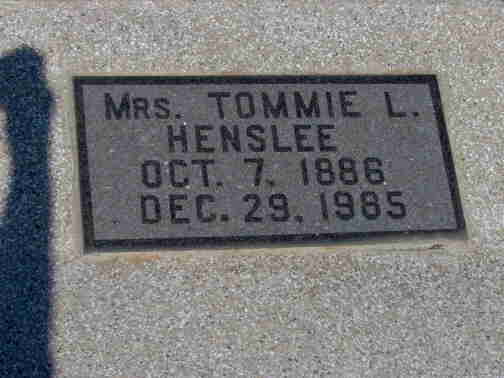 Mrs. TOMMIE L.
HENSLEE
OCT. 7, 1886
DEC. 29, 1985